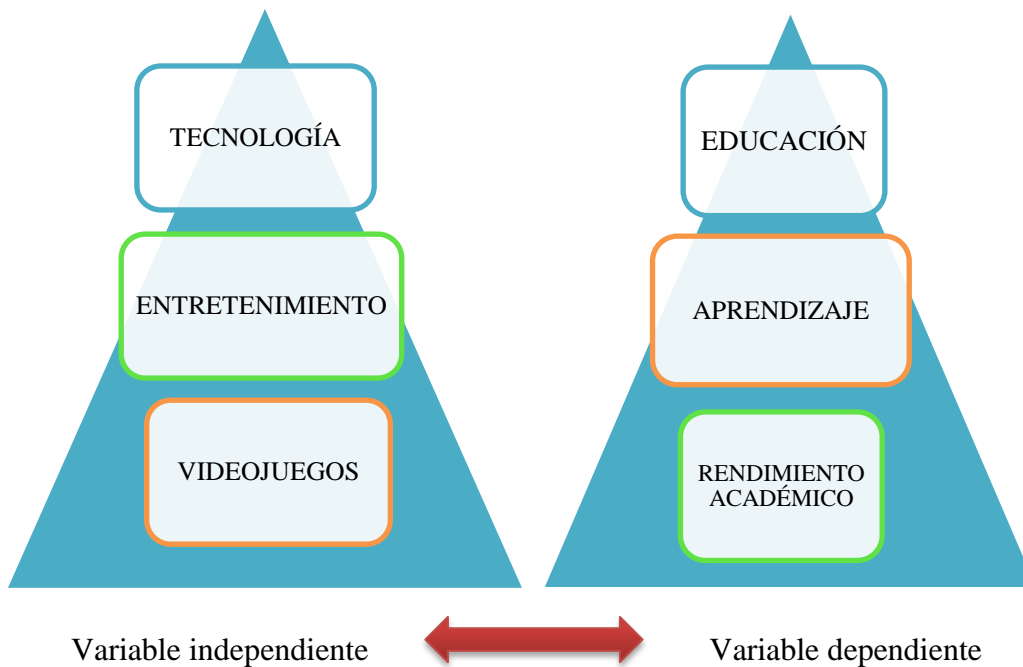 TECNOLOGÍA
ENTRETENIMIENTO
VIDEOJUEGOS
EDUCACIÓN
APRENDIZAJE
RENDIMIENTO
ACADÉMICO
Variable independiente
Variable dependiente